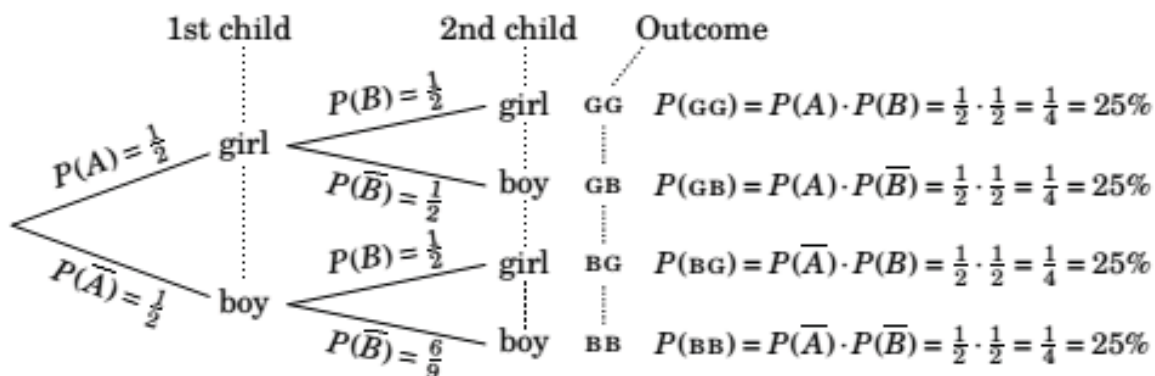 1st child 2nd child Outcome
P(B) = 1/2 girl GG P(GG) = P(A) · P(B) = 1/2 · 1/2 = 1/4 = 25%
P(A) = 1/2 girl
P(B̅) = 1/2 boy GB P(GB) = P(A) · P(B̅) = 1/2 · 1/2 = 1/4 = 25%
P(B) = 1/2 girl BG P(BG) = P(A̅) · P(B) = 1/2 · 1/2 = 1/4 = 25%
P(A̅) = 1/2 boy
P(B̅) = 6/9 boy BB P(BB) = P(A̅) · P(B̅) = 1/2 · 1/2 = 1/4 = 25%